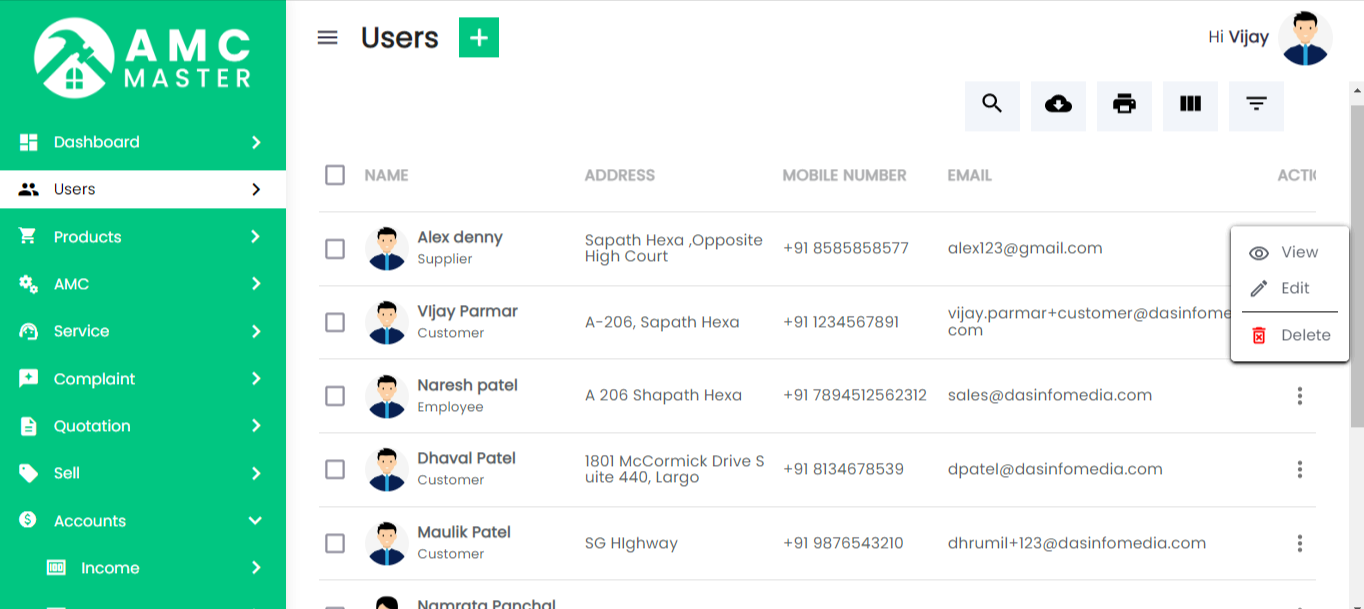 AMC
MASTER
Users
Hi Vijay
Dashboard
Users
Products
AMC
Service
Complaint
Quotation
Sell
Accounts
Income
NAME ADDRESS MOBILE NUMBER EMAIL
Alex denny
Supplier
Sapath Hexa ,Opposite
High Court
+91 8585858577
alex123@gmail.com
VIjay Parmar
Customer
A-206, Sapath Hexa
+91 1234567891
vijay.parmar+customer@dasinfome
com
Naresh patel
Employee
A 206 Shapath Hexa
+91 7894512562312
sales@dasinfomedia.com
Dhaval Patel
Customer
1801 McCormick Drive S
uite 440, Largo
+91 8134678539
dpatel@dasinfomedia.com
Maulik Patel
Customer
SG HIghway
+91 9876543210
dhrumil+123@dasinfomedia.com
Namrata Panchal
View
Edit
Delete